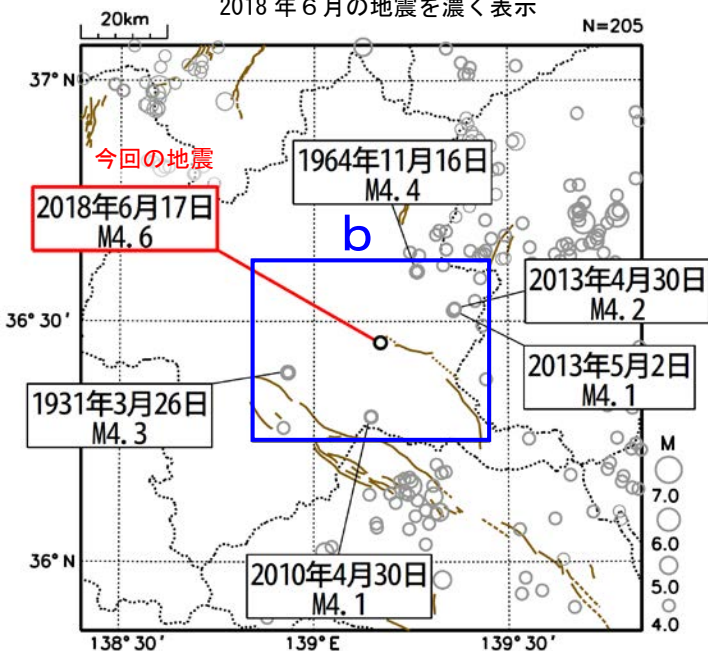 2018年６月の地震を濃く表示
20km
N=205
37°N
今回の地震
1964年11月16日
M4.4
2018年6月17日
M4.6
b
2013年4月30日
M4.2
36°30′
2013年5月2日
M4.1
1931年3月26日
M4.3
M
7.0
6.0
5.0
4.0
36°N
2010年4月30日
M4.1
138°30′
139°E
139°30′